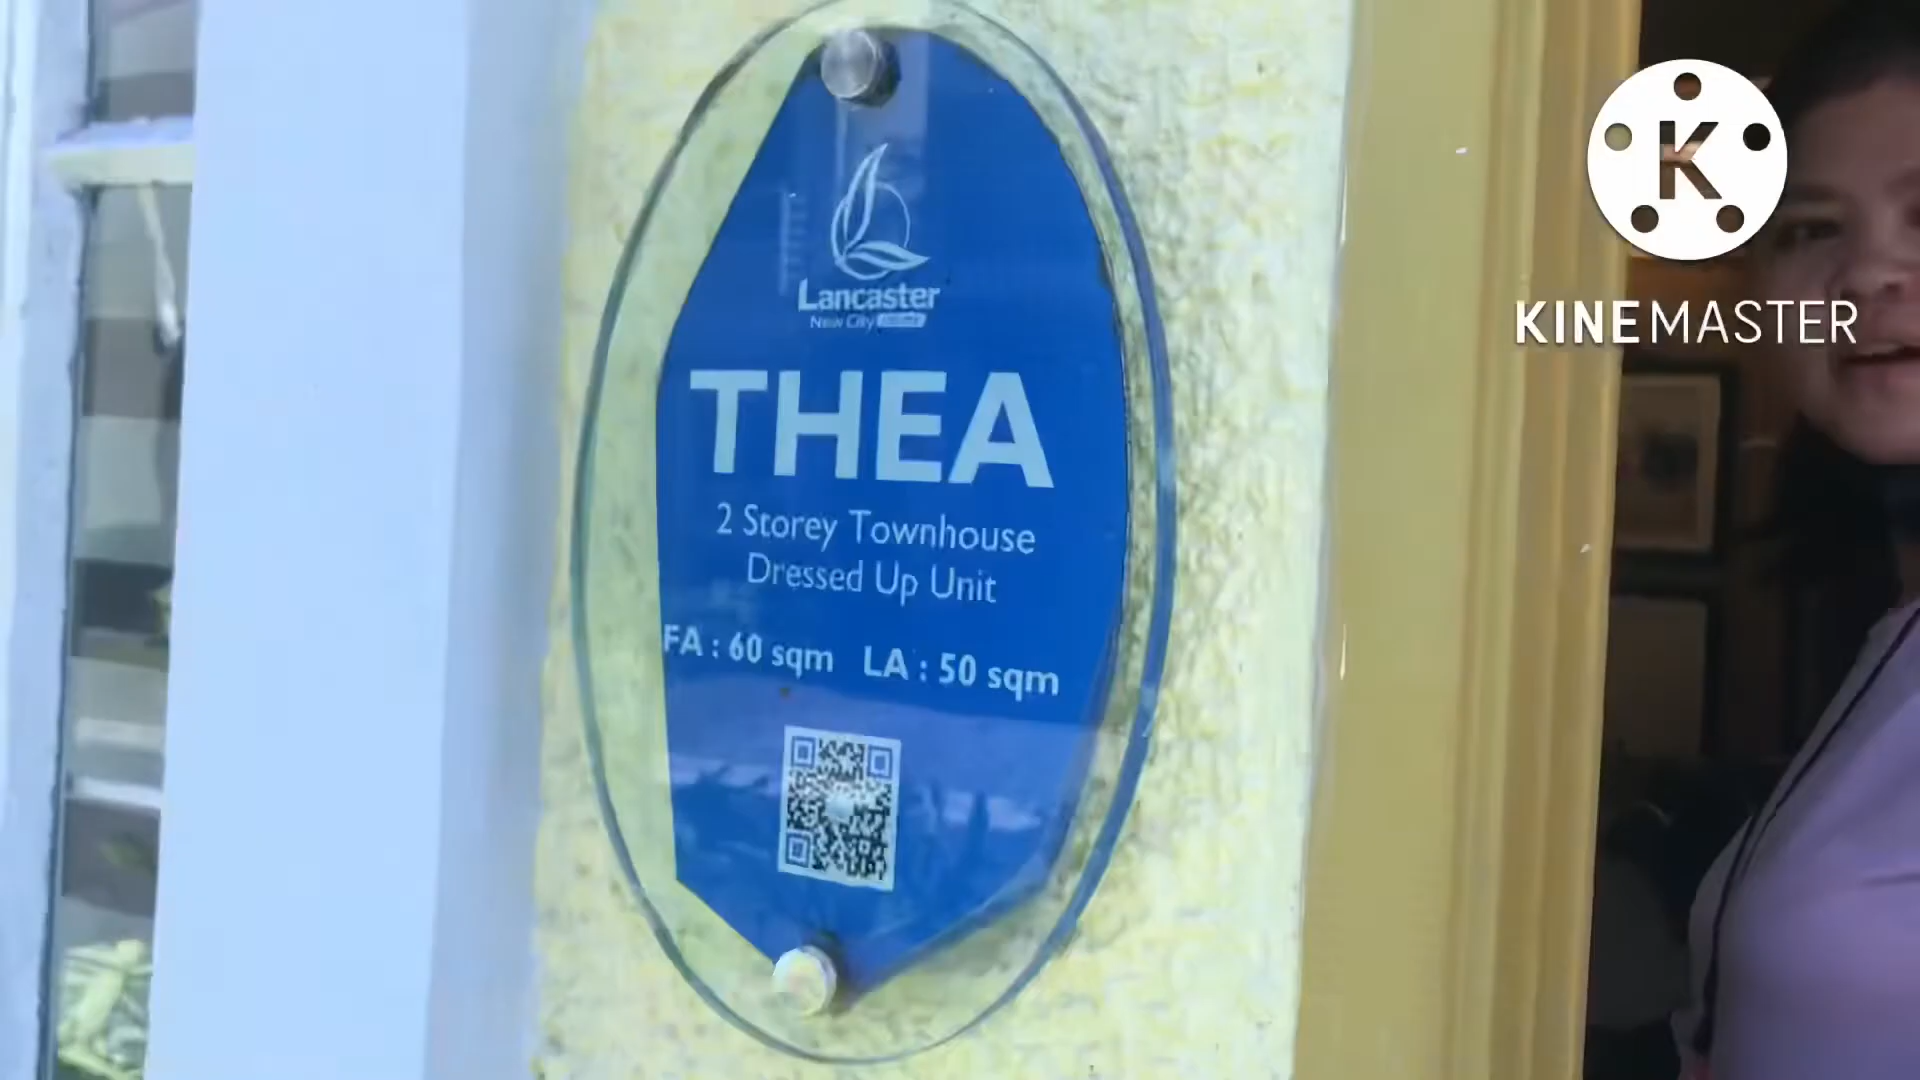 Lancaster
New City
THEA
2 Storey Townhouse
Dressed Up Unit
FA : 60 sqm LA : 50 sqm
K
KINEMASTER